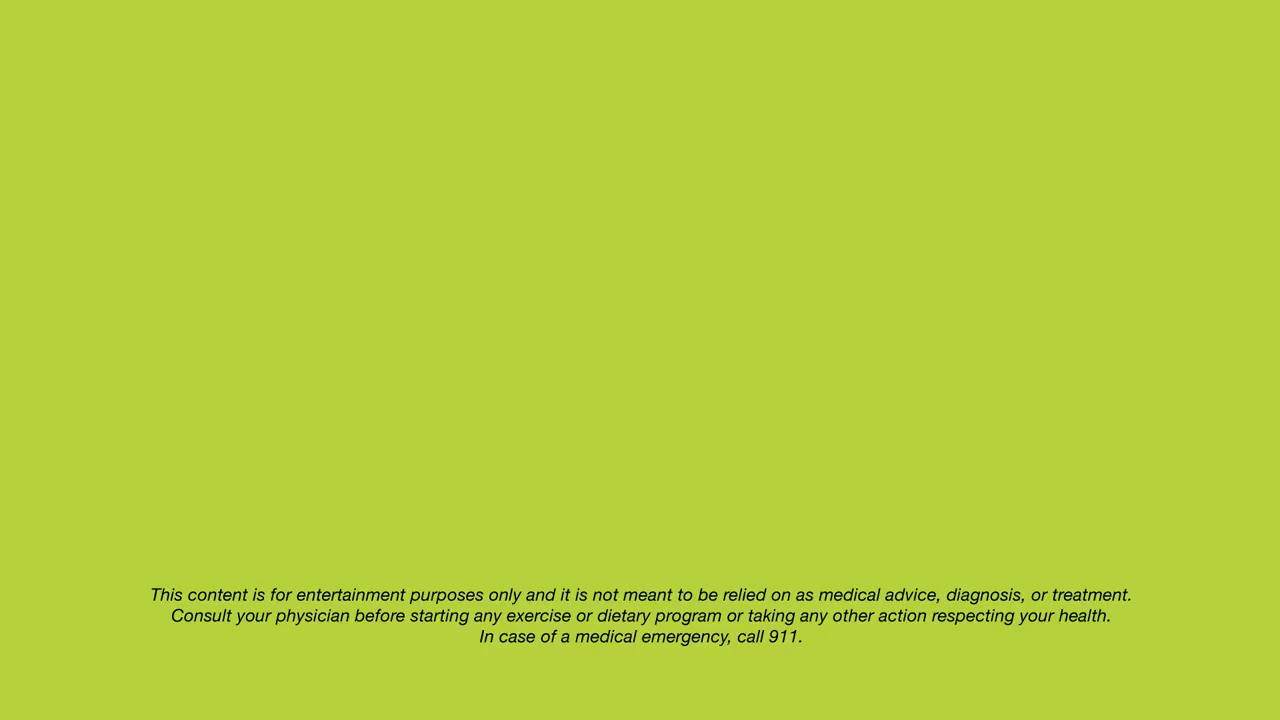 This content is for entertainment purposes only and it is not meant to be relied on as medical advice, diagnosis, or treatment.
Consult your physician before starting any exercise or dietary program or taking any other action respecting your health.
In case of a medical emergency, call 911.